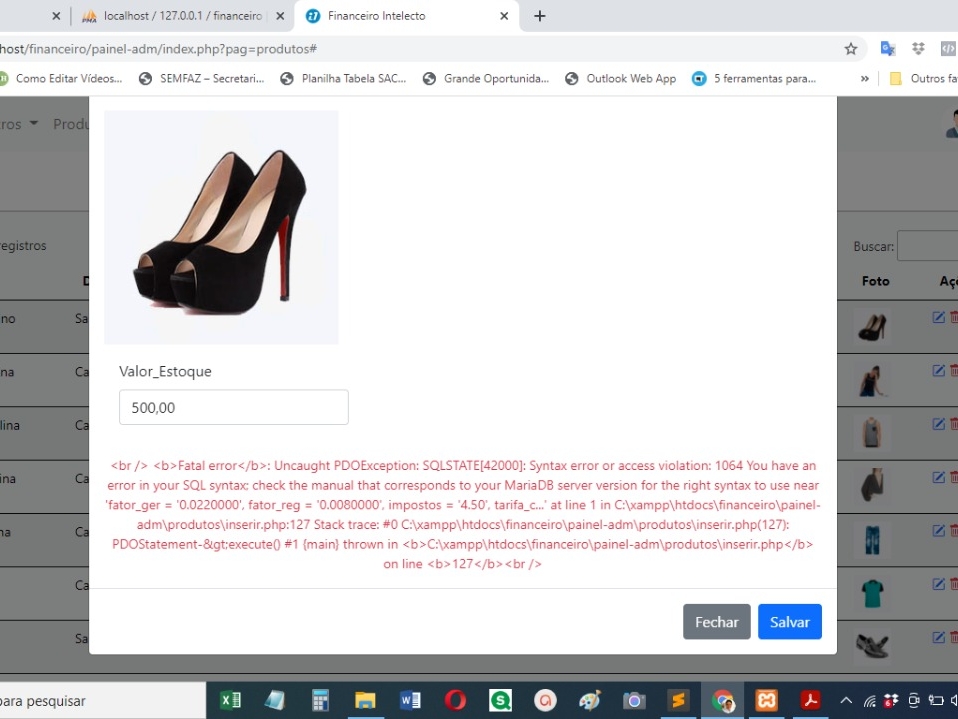 localhost / 127.0.0.1 / financeiro
Financeiro Intelecto
host/financeiro/painel-adm/index.php?pag=produtos#
Como Editar Vídeos...
SEMFAZ – Secretari...
Planilha Tabela SAC...
Grande Oportunida...
Outlook Web App
5 ferramentas para...
»
Outros fa
ros
Produ
registros
Buscar:
D
Foto
Açõ
no
Sa
na
Ca
lina
Ca
ina
Ca
na
Ca
Ca
Sa
Valor_Estoque
500,00
<br /> <b>Fatal error</b>: Uncaught PDOException: SQLSTATE[42000]: Syntax error or access violation: 1064 You have an
error in your SQL syntax; check the manual that corresponds to your MariaDB server version for the right syntax to use near
'fator_ger = '0.0220000', fator_reg = '0.0080000', impostos = '4.50', tarifa_c...' at line 1 in C:\xampp\htdocs\financeiro\painel-
adm\produtos\inserir.php:127 Stack trace: #0 C:\xampp\htdocs\financeiro\painel-adm\produtos\inserir.php(127):
PDOStatement-&gt;execute() #1 {main} thrown in <b>C:\xampp\htdocs\financeiro\painel-adm\produtos\inserir.php</b>
on line <b>127</b><br />
Fechar
Salvar
para pesquisar